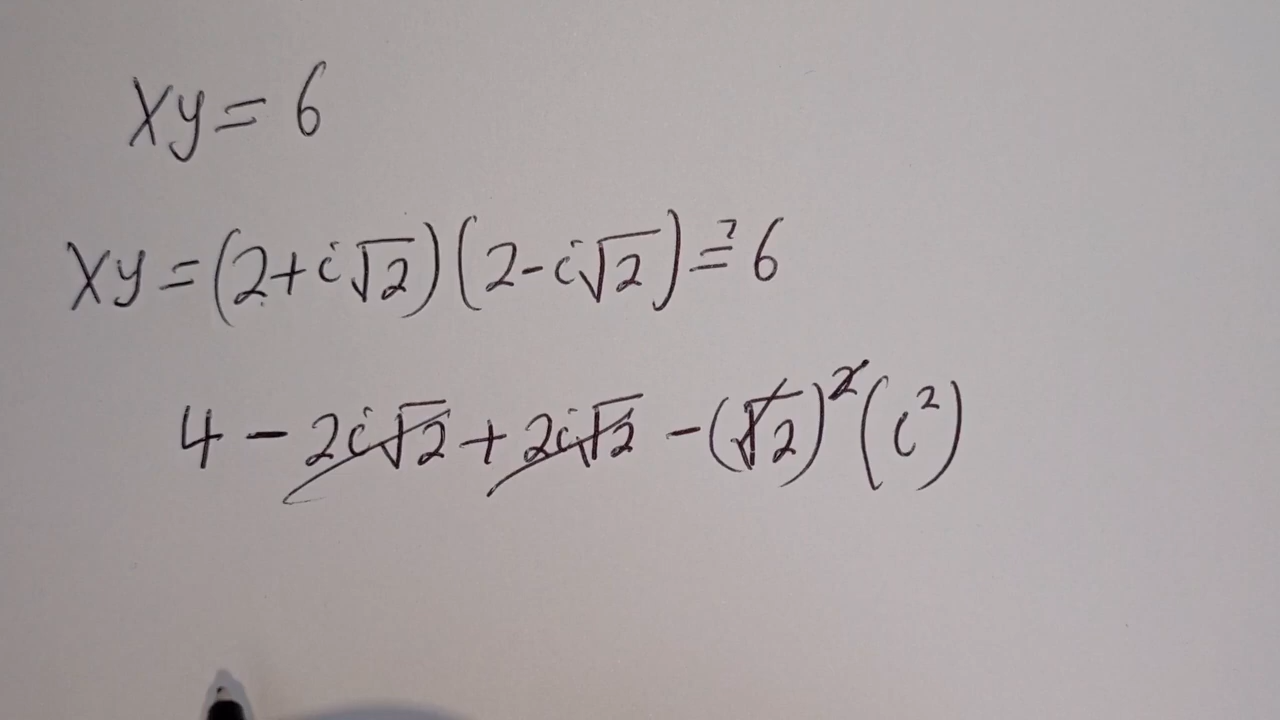 xy = 6
xy = (2+i√2)(2-i√2) =? 6
4 - 2i√2 + 2i√2 - (√2)²(i²)